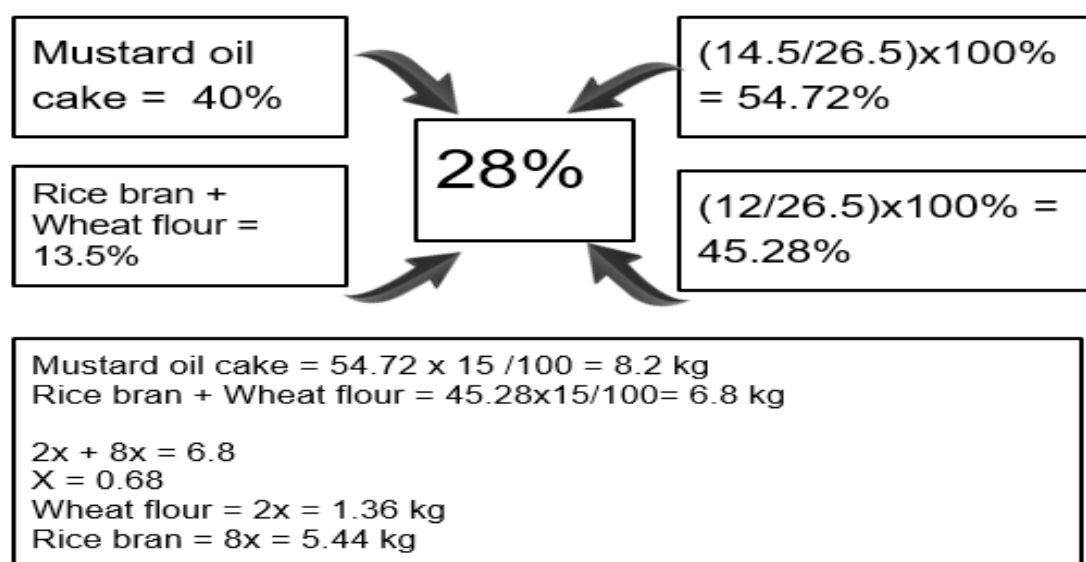 Mustard oil
cake =  40%
(14.5/26.5)x100%
= 54.72%
28%
Rice bran +
Wheat flour =
13.5%
(12/26.5)x100% =
45.28%
Mustard oil cake = 54.72 x 15 /100 = 8.2 kg
Rice bran + Wheat flour = 45.28x15/100= 6.8 kg
2x + 8x = 6.8
X = 0.68
Wheat flour = 2x = 1.36 kg
Rice bran = 8x = 5.44 kg